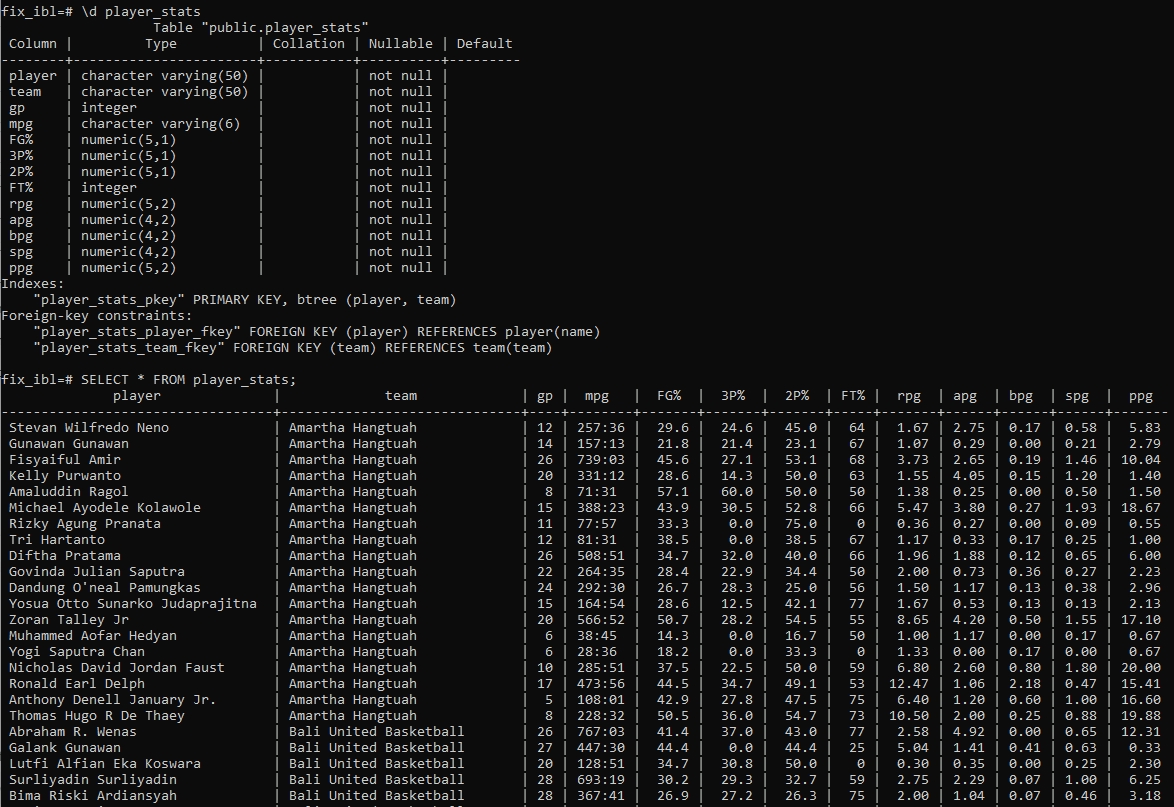 fix_ibl=# \d player_stats
Table "public.player_stats"
Column | Type | Collation | Nullable | Default
--------+-----------------------+-----------+----------+---------
player | character varying(50) | | not null |
team | character varying(50) | | not null |
gp | integer | | not null |
mpg | character varying(6) | | not null |
FG% | numeric(5,1) | | not null |
3P% | numeric(5,1) | | not null |
2P% | numeric(5,1) | | not null |
FT% | integer | | not null |
rpg | numeric(5,2) | | not null |
apg | numeric(4,2) | | not null |
bpg | numeric(4,2) | | not null |
spg | numeric(4,2) | | not null |
ppg | numeric(5,2) | | not null |
Indexes:
"player_stats_pkey" PRIMARY KEY, btree (player, team)
Foreign-key constraints:
"player_stats_player_fkey" FOREIGN KEY (player) REFERENCES player(name)
"player_stats_team_fkey" FOREIGN KEY (team) REFERENCES team(team)
fix_ibl=# SELECT * FROM player_stats;
player | team | gp | mpg | FG% | 3P% | 2P% | FT% | rpg | apg | bpg | spg | ppg
----------------------------------+------------------------------+----+--------+-------+-------+-------+-----+-------+------+------+------+-------
Stevan Wilfredo Neno | Amartha Hangtuah | 12 | 257:36 | 29.6 | 24.6 | 45.0 | 64 | 1.67 | 2.75 | 0.17 | 0.58 | 5.83
Gunawan Gunawan | Amartha Hangtuah | 14 | 157:13 | 21.8 | 21.4 | 23.1 | 67 | 1.07 | 0.29 | 0.00 | 0.21 | 2.79
Fisyaiful Amir | Amartha Hangtuah | 26 | 739:03 | 45.6 | 27.1 | 53.1 | 68 | 3.73 | 2.65 | 0.19 | 1.46 | 10.04
Kelly Purwanto | Amartha Hangtuah | 20 | 331:12 | 28.6 | 14.3 | 50.0 | 63 | 1.55 | 4.05 | 0.15 | 1.20 | 1.40
Amaluddin Ragol | Amartha Hangtuah | 8 | 71:31 | 57.1 | 60.0 | 50.0 | 50 | 1.38 | 0.25 | 0.00 | 0.50 | 1.50
Michael Ayodele Kolawole | Amartha Hangtuah | 15 | 388:23 | 43.9 | 30.5 | 52.8 | 66 | 5.47 | 3.80 | 0.27 | 1.93 | 18.67
Rizky Agung Pranata | Amartha Hangtuah | 11 | 77:57 | 33.3 | 0.0 | 75.0 | 0 | 0.36 | 0.27 | 0.00 | 0.09 | 0.55
Tri Hartanto | Amartha Hangtuah | 12 | 81:31 | 38.5 | 0.0 | 38.5 | 67 | 1.17 | 0.33 | 0.17 | 0.25 | 1.00
Diftha Pratama | Amartha Hangtuah | 26 | 508:51 | 34.7 | 32.0 | 40.0 | 66 | 1.96 | 1.88 | 0.12 | 0.65 | 6.00
Govinda Julian Saputra | Amartha Hangtuah | 22 | 264:35 | 28.4 | 22.9 | 34.4 | 50 | 2.00 | 0.73 | 0.36 | 0.27 | 2.23
Dandung O'neal Pamungkas | Amartha Hangtuah | 24 | 292:30 | 26.7 | 28.3 | 25.0 | 56 | 1.50 | 1.17 | 0.13 | 0.38 | 2.96
Yosua Otto Sunarko Judaprajitna | Amartha Hangtuah | 15 | 164:54 | 28.6 | 12.5 | 42.1 | 77 | 1.67 | 0.53 | 0.13 | 0.13 | 2.13
Zoran Talley Jr | Amartha Hangtuah | 20 | 566:52 | 50.7 | 28.2 | 54.5 | 55 | 8.65 | 4.20 | 0.50 | 1.55 | 17.10
Muhammed Aofar Hedyan | Amartha Hangtuah | 6 | 38:45 | 14.3 | 0.0 | 16.7 | 50 | 1.00 | 1.17 | 0.00 | 0.17 | 0.67
Yogi Saputra Chan | Amartha Hangtuah | 6 | 28:36 | 18.2 | 0.0 | 33.3 | 0 | 1.33 | 0.00 | 0.17 | 0.00 | 0.67
Nicholas David Jordan Faust | Amartha Hangtuah | 10 | 285:51 | 37.5 | 22.5 | 50.0 | 59 | 6.80 | 2.60 | 0.80 | 1.80 | 20.00
Ronald Earl Delph | Amartha Hangtuah | 17 | 473:56 | 44.5 | 34.7 | 49.1 | 53 | 12.47 | 1.06 | 2.18 | 0.47 | 15.41
Anthony Denell January Jr. | Amartha Hangtuah | 5 | 108:01 | 42.9 | 27.8 | 47.5 | 75 | 6.40 | 1.20 | 0.60 | 1.00 | 16.60
Thomas Hugo R De Thaey | Amartha Hangtuah | 8 | 228:32 | 50.5 | 36.0 | 54.7 | 73 | 10.50 | 2.00 | 0.25 | 0.88 | 19.88
Abraham R. Wenas | Bali United Basketball | 26 | 767:03 | 41.4 | 37.0 | 43.0 | 77 | 2.58 | 4.92 | 0.00 | 0.65 | 12.31
Galank Gunawan | Bali United Basketball | 27 | 447:30 | 44.4 | 0.0 | 44.4 | 25 | 5.04 | 1.41 | 0.41 | 0.63 | 0.33
Lutfi Alfian Eka Koswara | Bali United Basketball | 20 | 128:51 | 34.7 | 30.8 | 50.0 | 0 | 0.30 | 0.35 | 0.00 | 0.25 | 2.30
Surliyadin Surliyadin | Bali United Basketball | 28 | 693:19 | 30.2 | 29.3 | 32.7 | 59 | 2.75 | 2.29 | 0.07 | 1.00 | 6.25
Bima Riski Ardiansyah | Bali United Basketball | 28 | 367:41 | 26.9 | 27.2 | 26.3 | 75 | 2.00 | 1.04 | 0.07 | 0.46 | 3.18